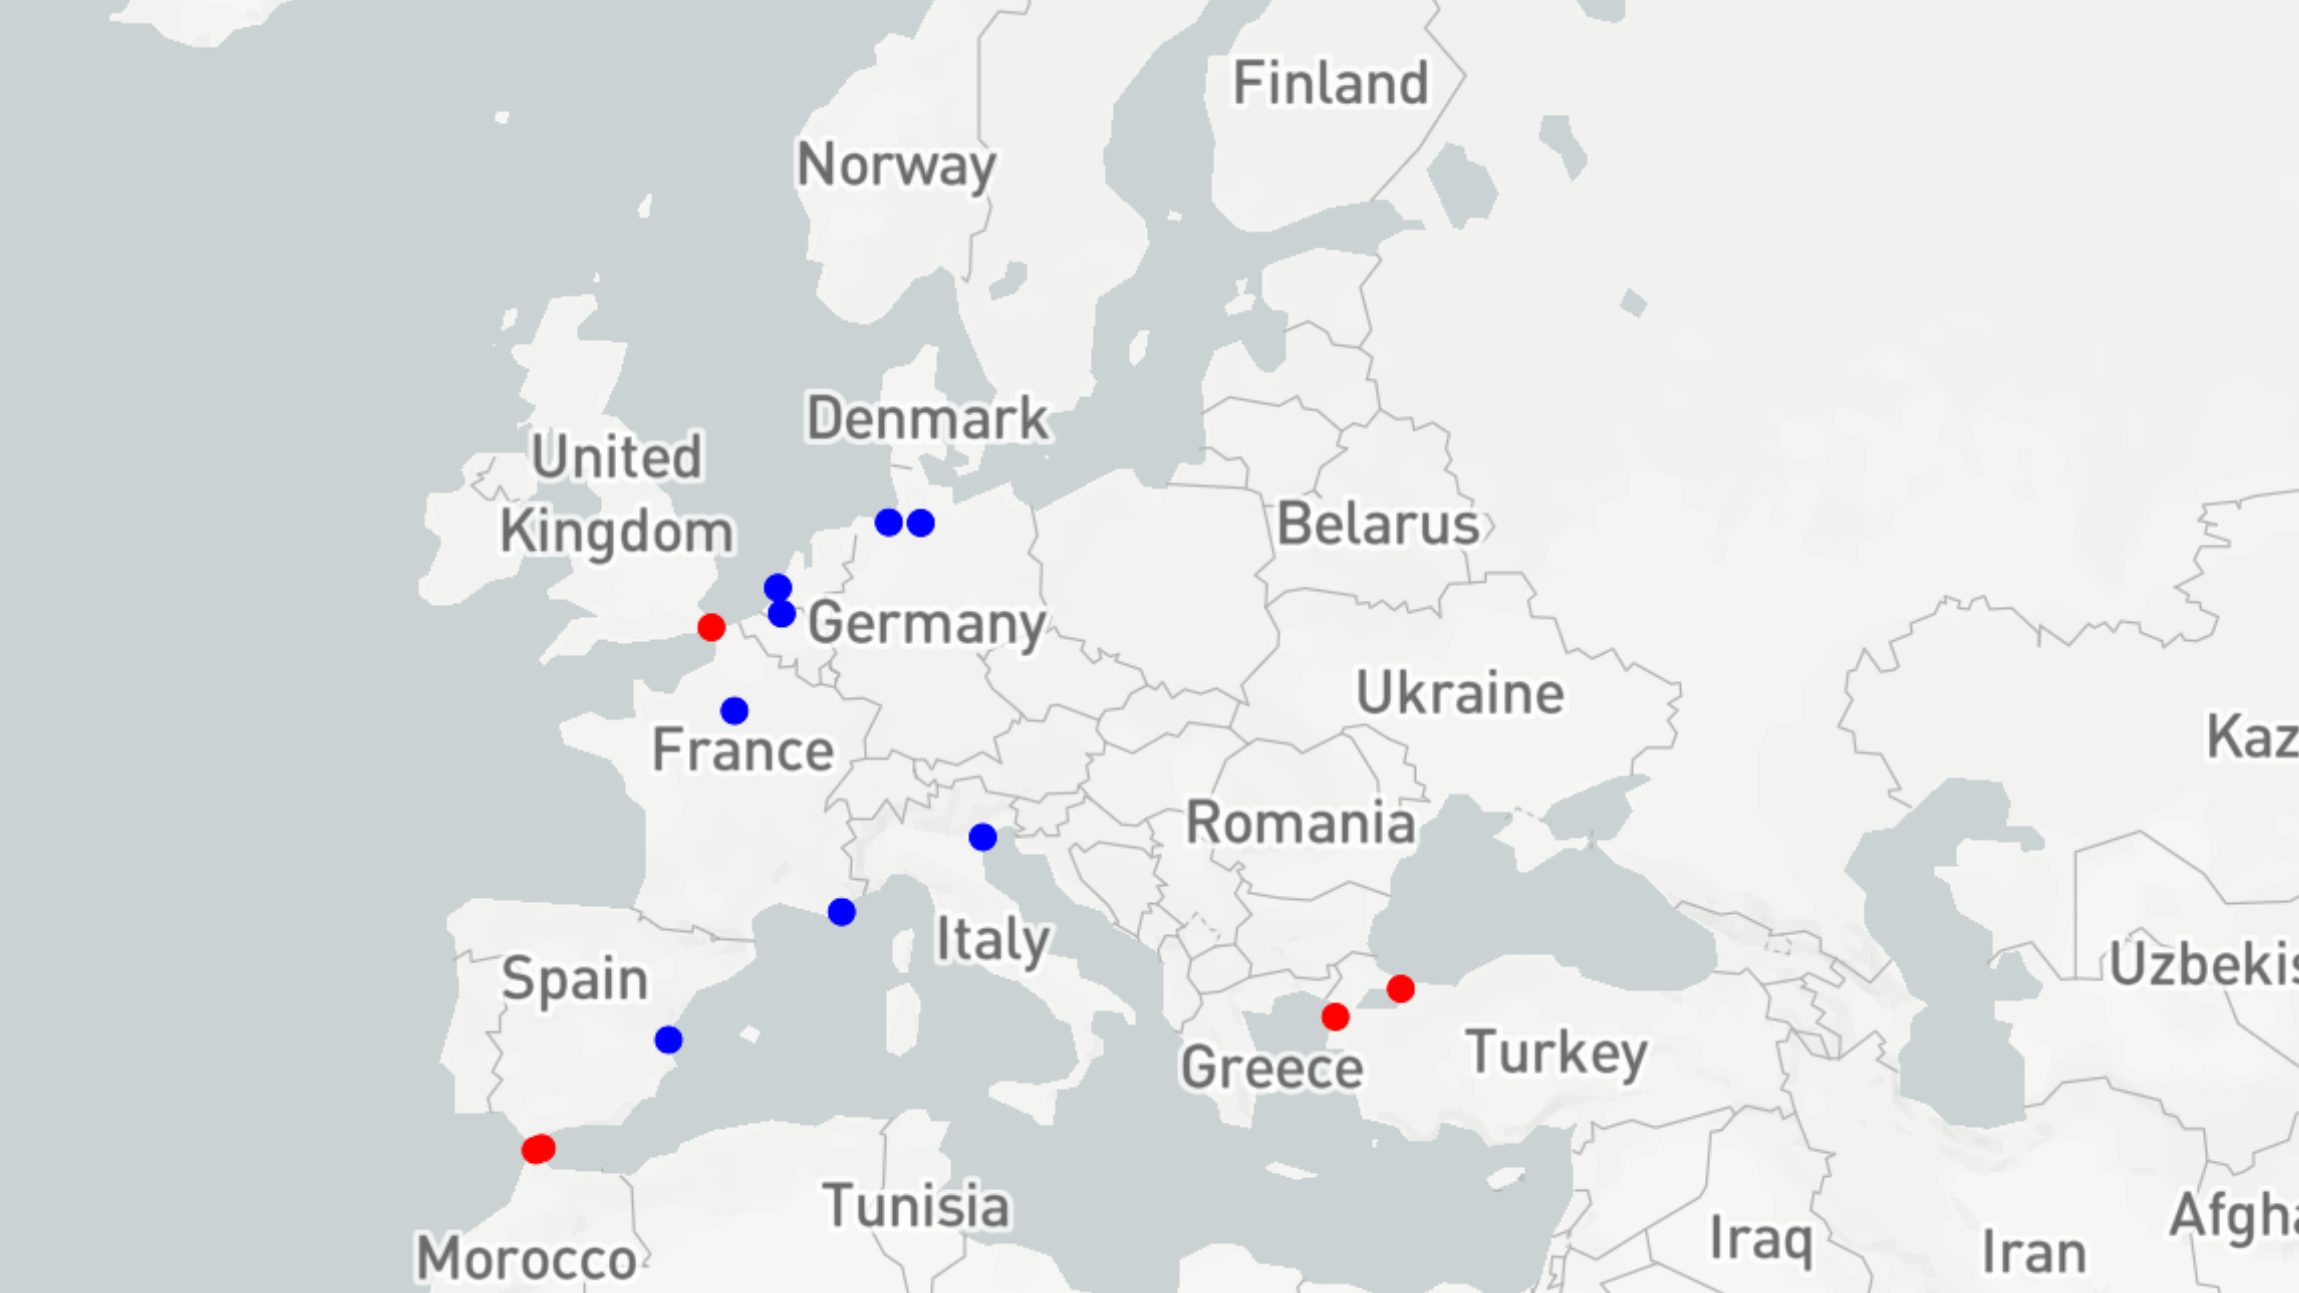 Finland
Norway
Denmark
United
Kingdom
Belarus
Germany
Ukraine
France
Kaz
Romania
Italy
Uzbekis
Spain
Turkey
Greece
Tunisia
Afgha
Iraq
Iran
Morocco